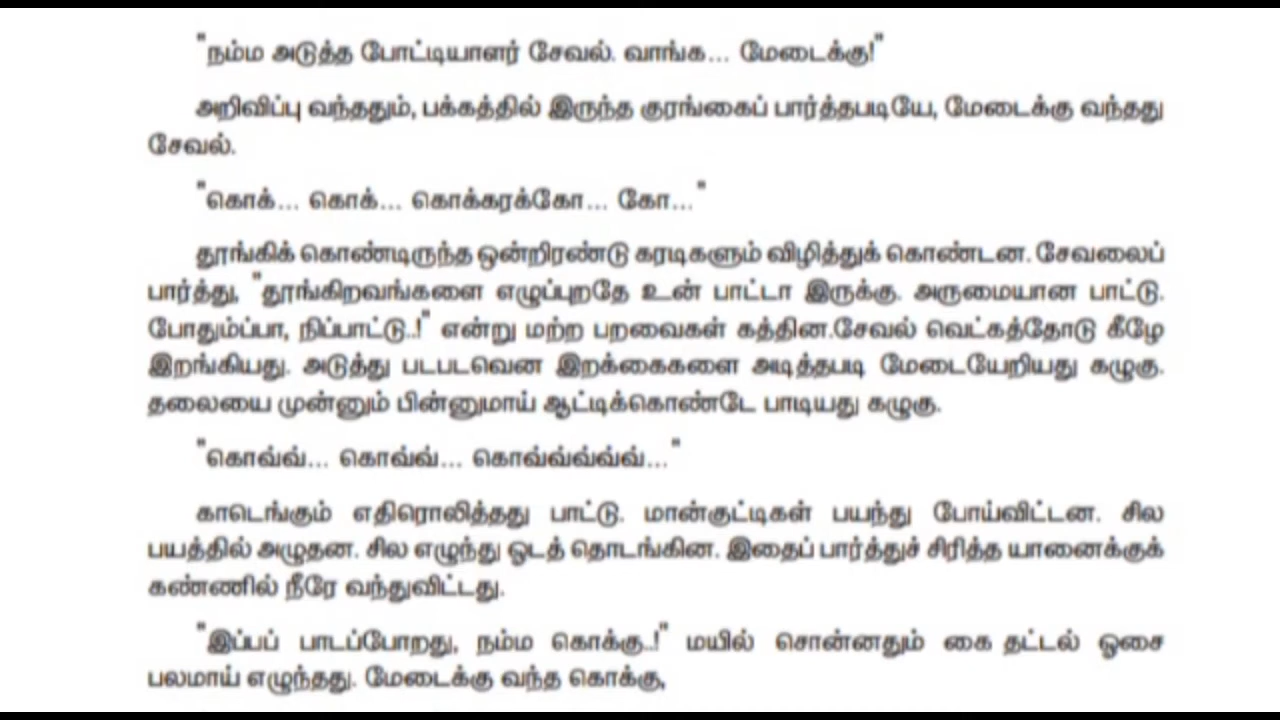 "நம்ம அடுத்த போட்டியாளர் சேவல். வாங்க... மேடைக்கு!"
அறிவிப்பு வந்ததும், பக்கத்தில் இருந்த குரங்கைப் பார்த்தபடியே, மேடைக்கு வந்தது
சேவல்.
"கொக்... கொக்... கொக்கரக்கோ... கோ..."
தூங்கிக் கொண்டிருந்த ஒன்றிரண்டு கரடிகளும் விழித்துக் கொண்டன. சேவலைப்
பார்த்து, "தூங்கிறவங்களை எழுப்புறதே உன் பாட்டா இருக்கு. அருமையான பாட்டு.
போதும்ப்பா, நிப்பாட்டு..!" என்று மற்ற பறவைகள் கத்தின.சேவல் வெட்கத்தோடு கீழே
இறங்கியது. அடுத்து படபடவென இறக்கைகளை அடித்தபடி மேடையேறியது கழுகு.
தலையை முன்னும் பின்னுமாய் ஆட்டிக்கொண்டே பாடியது கழுகு.
"கொவ்வ்... கொவ்வ்... கொவ்வ்வ்வ்வ்..."
காடெங்கும் எதிரொலித்தது பாட்டு. மான்குட்டிகள் பயந்து போய்விட்டன. சில
பயத்தில் அழுதன. சில எழுந்து ஓடத் தொடங்கின. இதைப் பார்த்துச் சிரித்த யானைக்குக்
கண்ணில் நீரே வந்துவிட்டது.
"இப்பப் பாடப்போறது, நம்ம கொக்கு..!" மயில் சொன்னதும் கை தட்டல் ஓசை
பலமாய் எழுந்தது. மேடைக்கு வந்த கொக்கு,